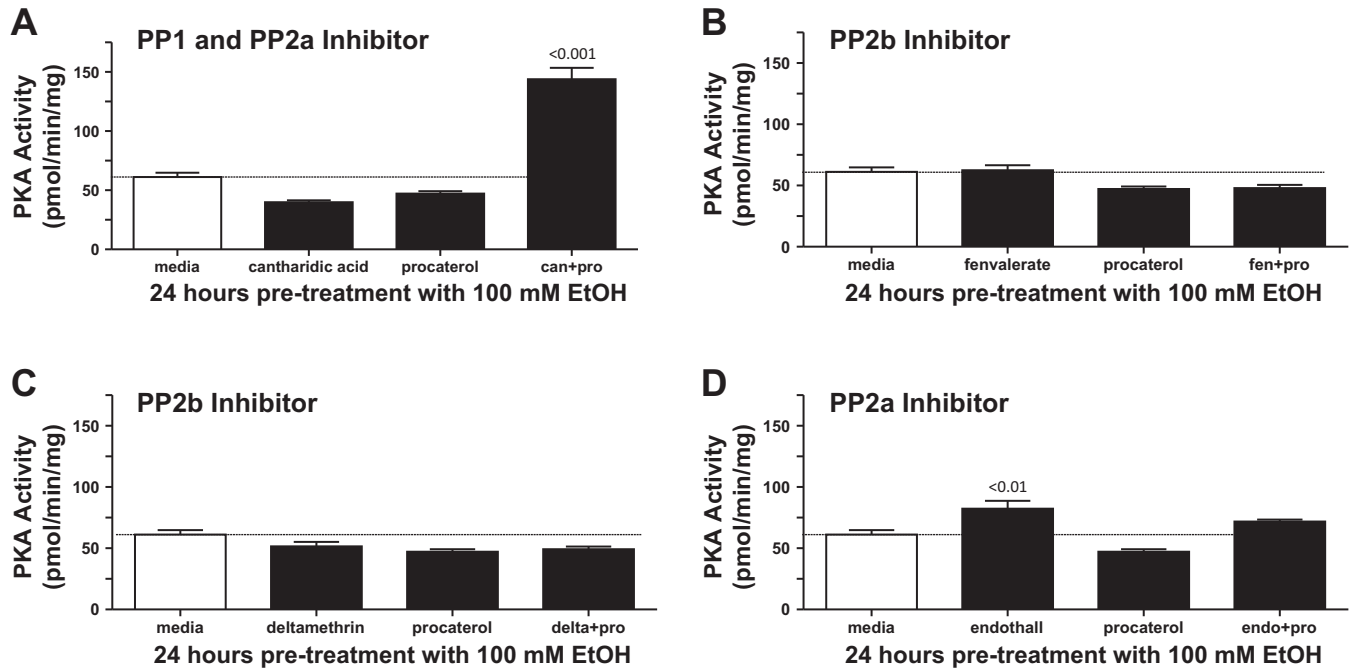 A
PP1 and PP2a Inhibitor
<0.001
PKA Activity
(pmol/min/mg)
150
100
50
0
media cantharidic acid procaterol can+pro
24 hours pre-treatment with 100 mM EtOH
B
PP2b Inhibitor
PKA Activity
(pmol/min/mg)
150
100
50
0
media fenvalerate procaterol fen+pro
24 hours pre-treatment with 100 mM EtOH
C
PP2b Inhibitor
PKA Activity
(pmol/min/mg)
150
100
50
0
media deltamethrin procaterol delta+pro
24 hours pre-treatment with 100 mM EtOH
D
PP2a Inhibitor
<0.01
PKA Activity
(pmol/min/mg)
150
100
50
0
media endothall procaterol endo+pro
24 hours pre-treatment with 100 mM EtOH